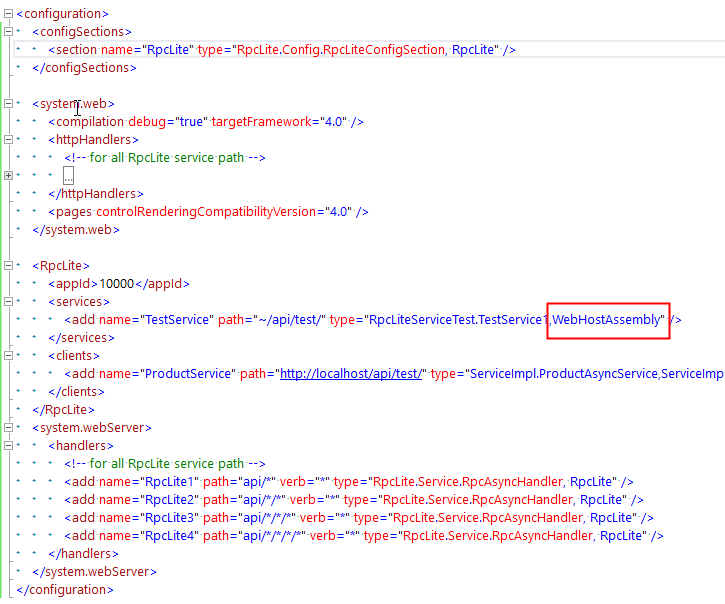 <configuration>
<configSections>
<section name="RpcLite" type="RpcLite.Config.RpcLiteConfigSection, RpcLite" />
</configSections>
<system.web>
<compilation debug="true" targetFramework="4.0" />
<httpHandlers>
<!-- for all RpcLite service path -->
...
</httpHandlers>
<pages controlRenderingCompatibilityVersion="4.0" />
</system.web>
<RpcLite>
<appId>10000</appId>
<services>
<add name="TestService" path="~/api/test/" type="RpcLiteServiceTest.TestService1,WebHostAssembly" />
</services>
<clients>
<add name="ProductService" path="http://localhost/api/test/" type="ServiceImpl.ProductAsyncService,ServiceImp
</clients>
</RpcLite>
<system.webServer>
<handlers>
<!-- for all RpcLite service path -->
<add name="RpcLite1" path="api/*" verb="*" type="RpcLite.Service.RpcAsyncHandler, RpcLite" />
<add name="RpcLite2" path="api/*/*" verb="*" type="RpcLite.Service.RpcAsyncHandler, RpcLite" />
<add name="RpcLite3" path="api/*/*/*" verb="*" type="RpcLite.Service.RpcAsyncHandler, RpcLite" />
<add name="RpcLite4" path="api/*/*/*/*" verb="*" type="RpcLite.Service.RpcAsyncHandler, RpcLite" />
</handlers>
</system.webServer>
</configuration>